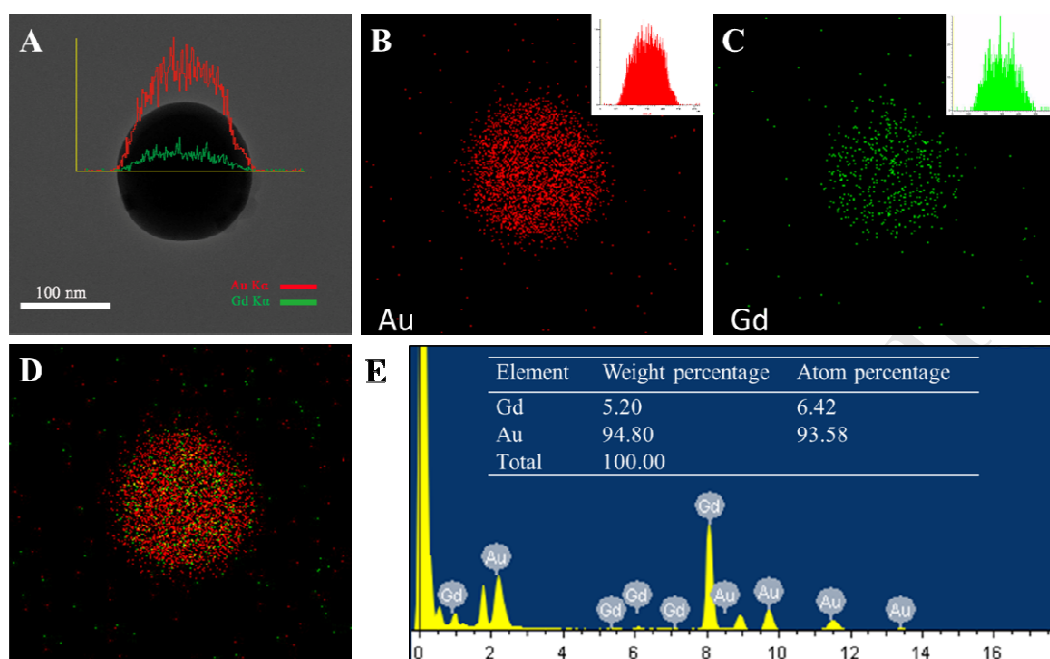 A
100 nm
Au Kα
Gd Kα
B
Au
C
Gd
D
E
Element Weight percentage Atom percentage
Gd 5.20 6.42
Au 94.80 93.58
Total 100.00
Gd
Au
Gd
Gd
Gd
Gd
Au
Au
Au
Au
0 2 4 6 8 10 12 14 16